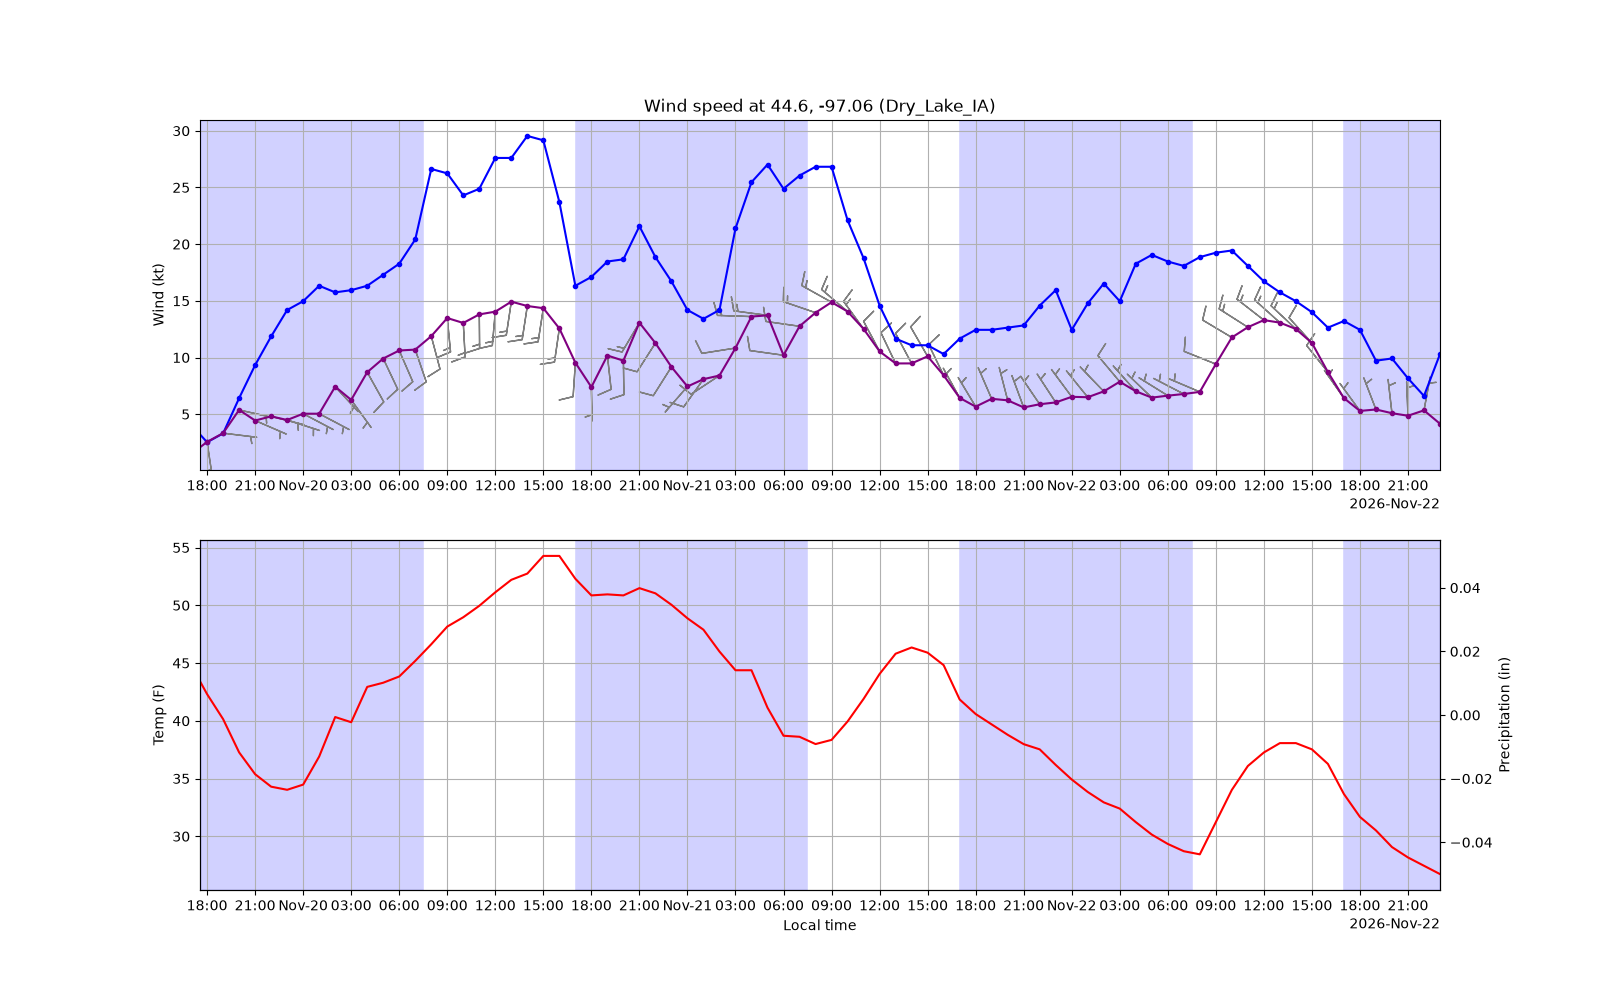 Wind speed at 44.6, -97.06 (Dry_Lake_IA)
30
25
20
15
10
5
Wind (kt)
18:00 21:00 Nov-20 03:00 06:00 09:00 12:00 15:00 18:00 21:00 Nov-21 03:00 06:00 09:00 12:00 15:00 18:00 21:00 Nov-22 03:00 06:00 09:00 12:00 15:00 18:00 21:00
2026-Nov-22
55
50
45
40
35
30
Temp (F)
0.04
0.02
0.00
−0.02
−0.04
Precipitation (in)
18:00 21:00 Nov-20 03:00 06:00 09:00 12:00 15:00 18:00 21:00 Nov-21 03:00 06:00 09:00 12:00 15:00 18:00 21:00 Nov-22 03:00 06:00 09:00 12:00 15:00 18:00 21:00
Local time
2026-Nov-22